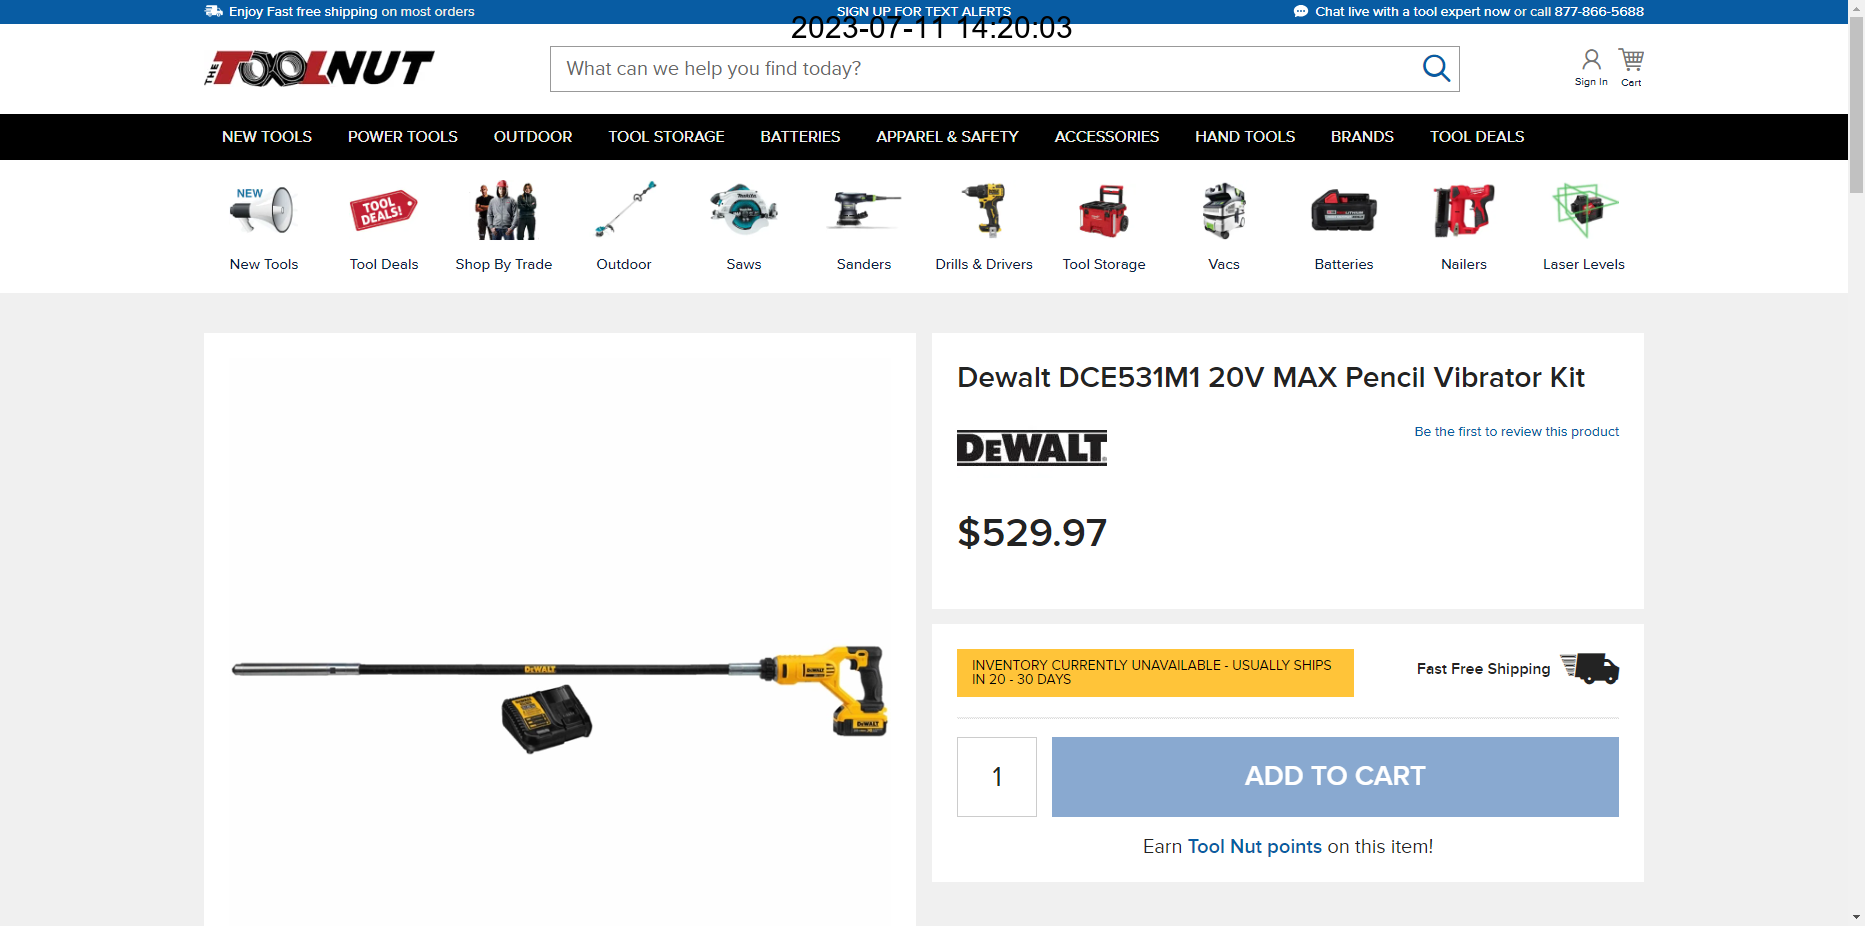 Enjoy Fast free shipping on most orders
SIGN UP FOR TEXT ALERTS
Chat live with a tool expert now or call 877-866-5688
2023-07-11 14:20:03
THE TOOLNUT
What can we help you find today?
Sign In
Cart
NEW TOOLS
POWER TOOLS
OUTDOOR
TOOL STORAGE
BATTERIES
APPAREL & SAFETY
ACCESSORIES
HAND TOOLS
BRANDS
TOOL DEALS
NEW
TOOL DEALS!
New Tools
Tool Deals
Shop By Trade
Outdoor
Saws
Sanders
Drills & Drivers
Tool Storage
Vacs
Batteries
Nailers
Laser Levels
Dewalt DCE531M1 20V MAX Pencil Vibrator Kit
DEWALT
Be the first to review this product
$529.97
DEWALT
DEWALT
INVENTORY CURRENTLY UNAVAILABLE - USUALLY SHIPS
IN 20 - 30 DAYS
Fast Free Shipping
1
ADD TO CART
Earn Tool Nut points on this item!